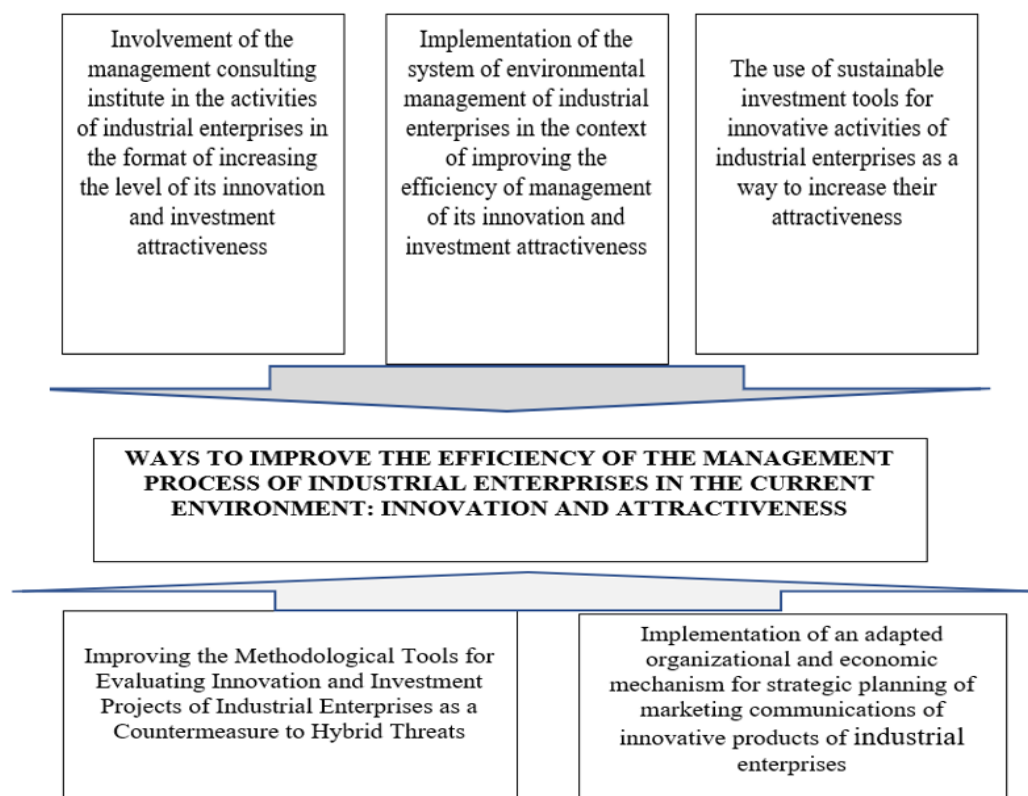 Involvement of the
management consulting
institute in the activities
of industrial enterprises in
the format of increasing
the level of its innovation
and investment
attractiveness
Implementation of the
system of environmental
management of industrial
enterprises in the context
of improving the
efficiency of management
of its innovation and
investment attractiveness
The use of sustainable
investment tools for
innovative activities of
industrial enterprises as a
way to increase their
attractiveness
WAYS TO IMPROVE THE EFFICIENCY OF THE MANAGEMENT
PROCESS OF INDUSTRIAL ENTERPRISES IN THE CURRENT
ENVIRONMENT: INNOVATION AND ATTRACTIVENESS
Improving the Methodological Tools for
Evaluating Innovation and Investment
Projects of Industrial Enterprises as a
Countermeasure to Hybrid Threats
Implementation of an adapted
organizational and economic
mechanism for strategic planning of
marketing communications of
innovative products of industrial
enterprises